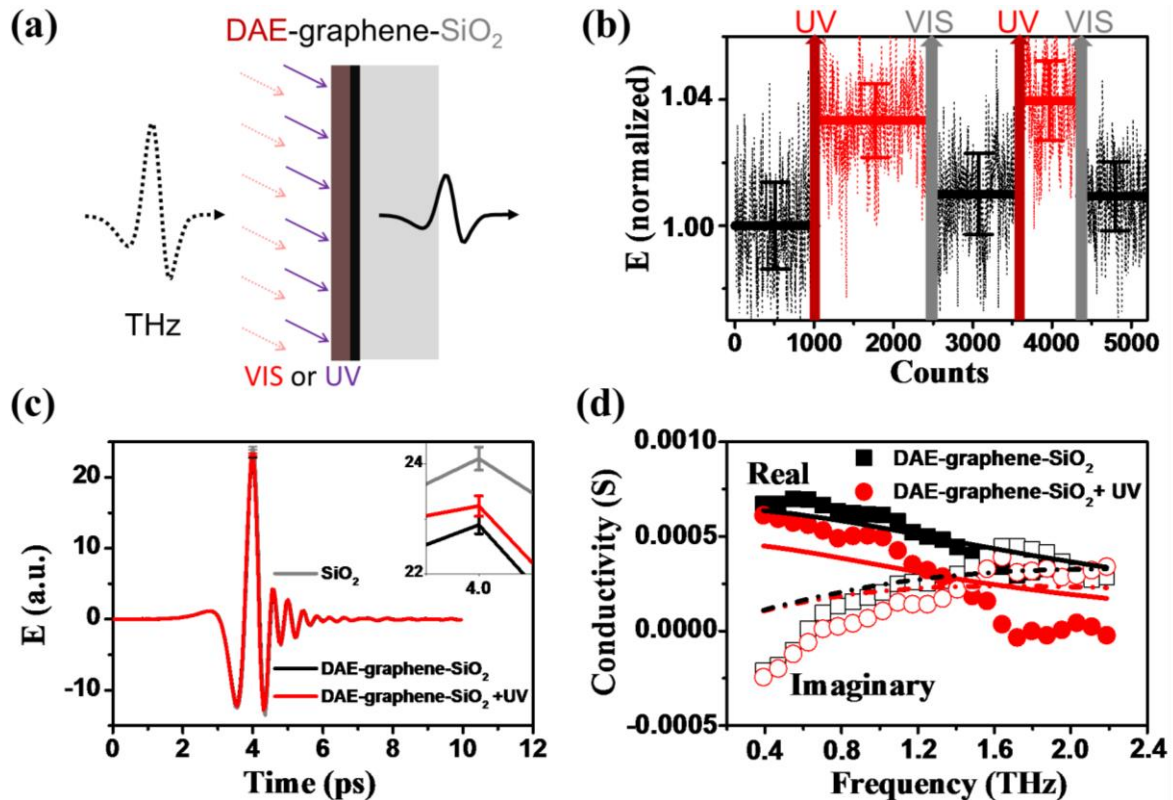 (a)
DAE-graphene-SiO₂
THz
VIS or UV
(b)
UV VIS UV VIS
E (normalized)
1.04
1.00
0 1000 2000 3000 4000 5000
Counts
(c)
E (a.u.)
20
10
0
-10
24
22
4.0
SiO₂
DAE-graphene-SiO₂
DAE-graphene-SiO₂ +UV
0 2 4 6 8 10 12
Time (ps)
(d)
Conductivity (S)
0.0010
0.0005
0.0000
-0.0005
Real
DAE-graphene-SiO₂
DAE-graphene-SiO₂+ UV
Imaginary
0.4 0.8 1.2 1.6 2.0 2.4
Frequency (THz)